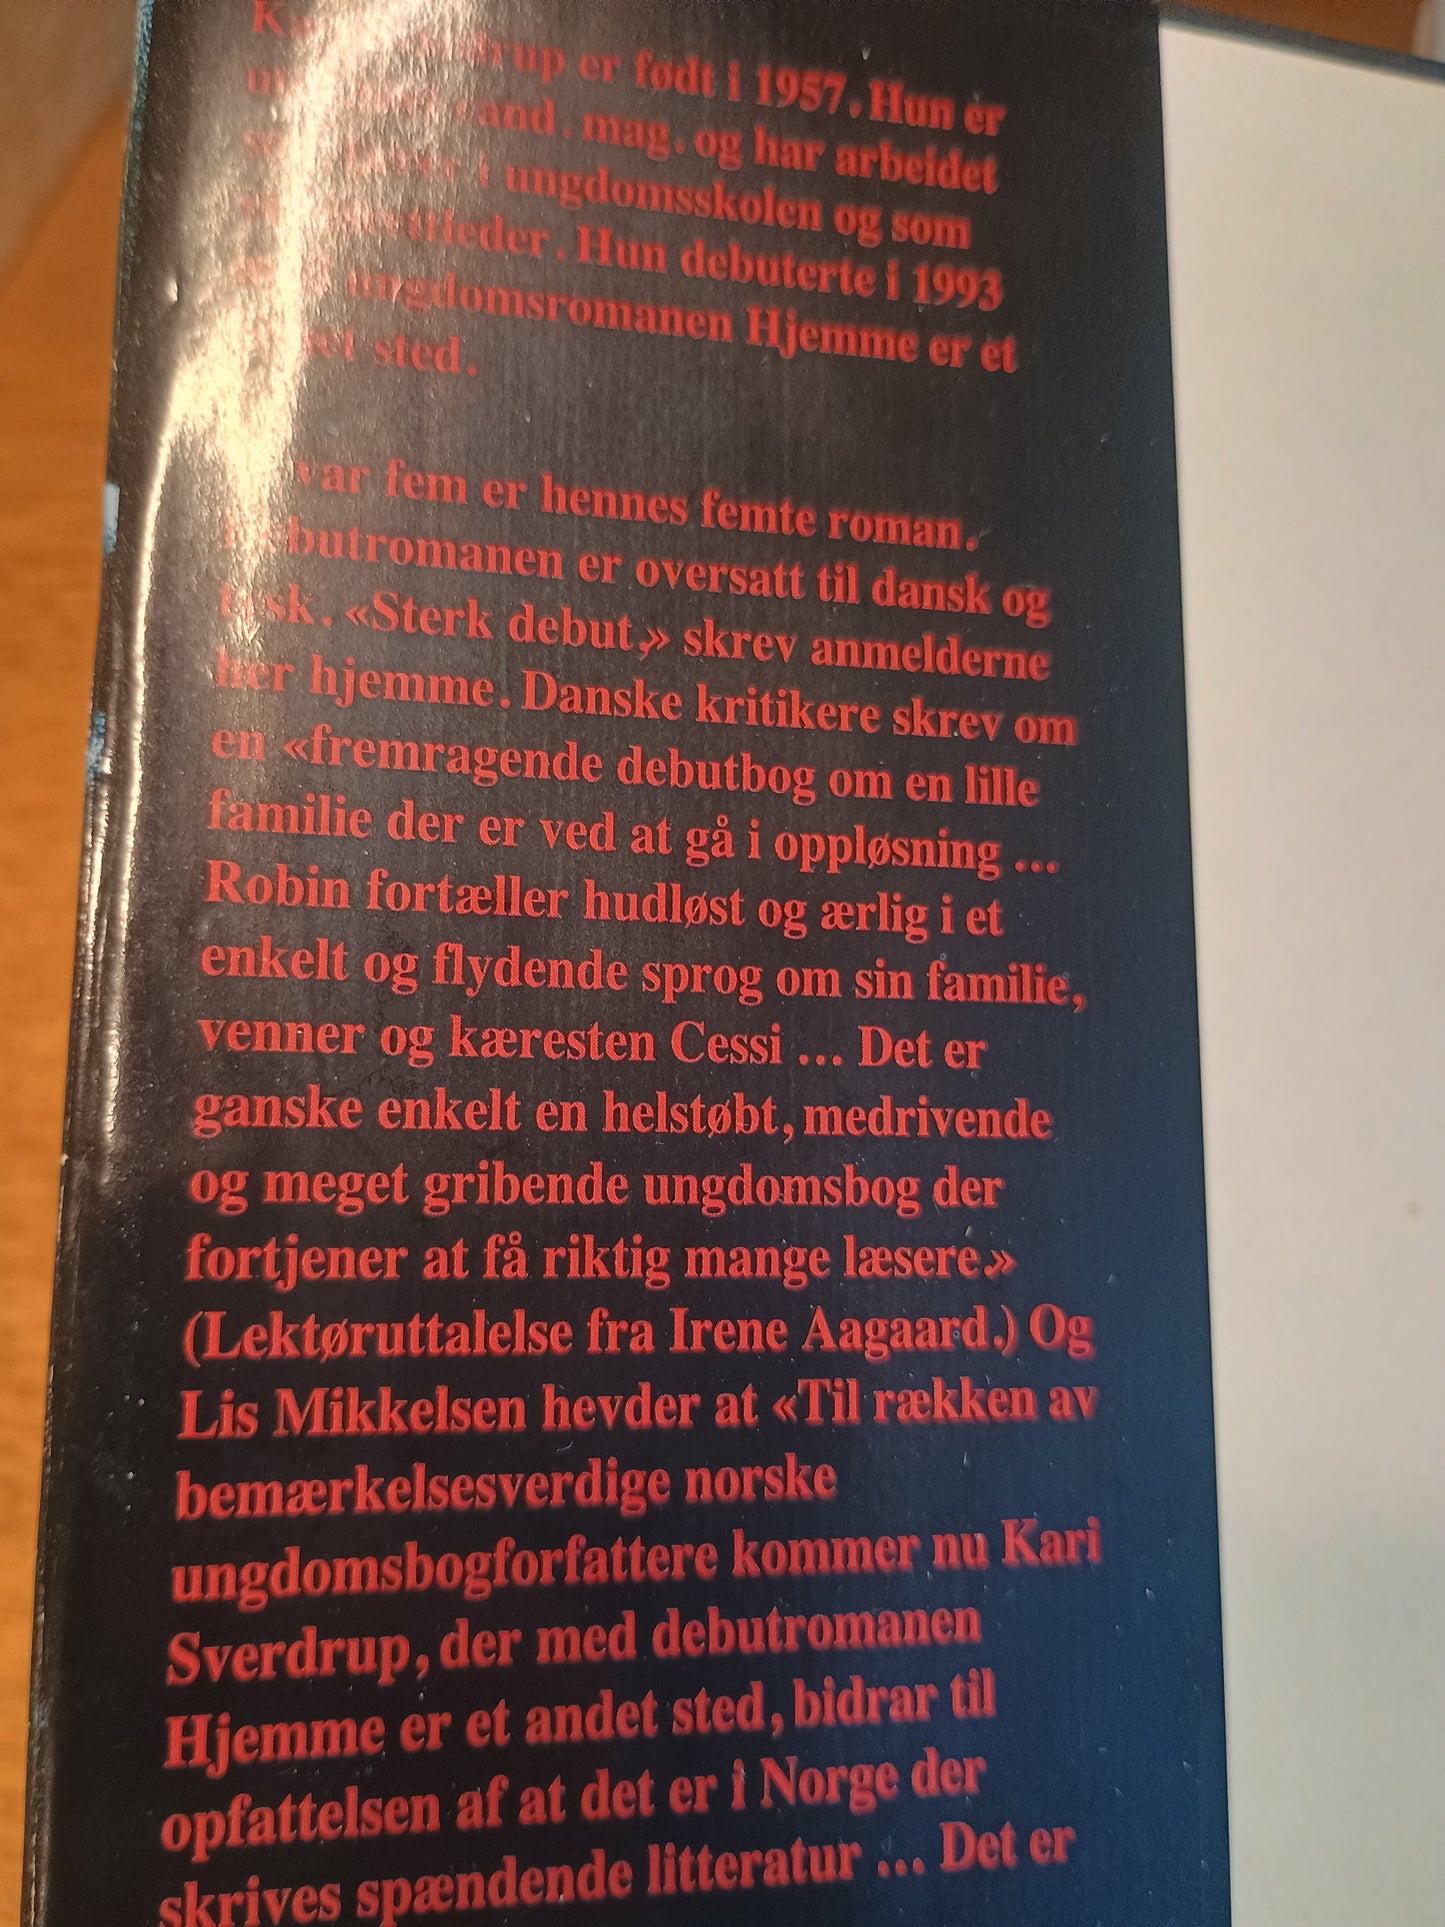 er født i 1957. Hun er
mag. og har arbeidet
i ungdomsskolen og som
Hun debuterte i 1993
ungdomsromanen Hjemme er et
sted.
var fem er hennes femte roman.
Debutromanen er oversatt til dansk og
tysk. «Sterk debut,» skrev anmelderne
her hjemme. Danske kritikere skrev om
en «fremragende debutbog om en lille
familie der er ved at gå i oppløsning ...
Robin fortæller hudløst og ærlig i et
enkelt og flydende sprog om sin familie,
venner og kæresten Cessi ... Det er
ganske enkelt en helstøbt, medrivende
og meget gribende ungdomsbog der
fortjener at få riktig mange læsere.»
(Lektøruttalelse fra Irene Aagaard.) Og
Lis Mikkelsen hevder at «Til rækken av
bemærkelsesverdige norske
ungdomsbogforfattere kommer nu Kari
Sverdrup, der med debutromanen
Hjemme er et andet sted, bidrar til
opfattelsen af at det er i Norge der
skrives spændende litteratur ... Det er